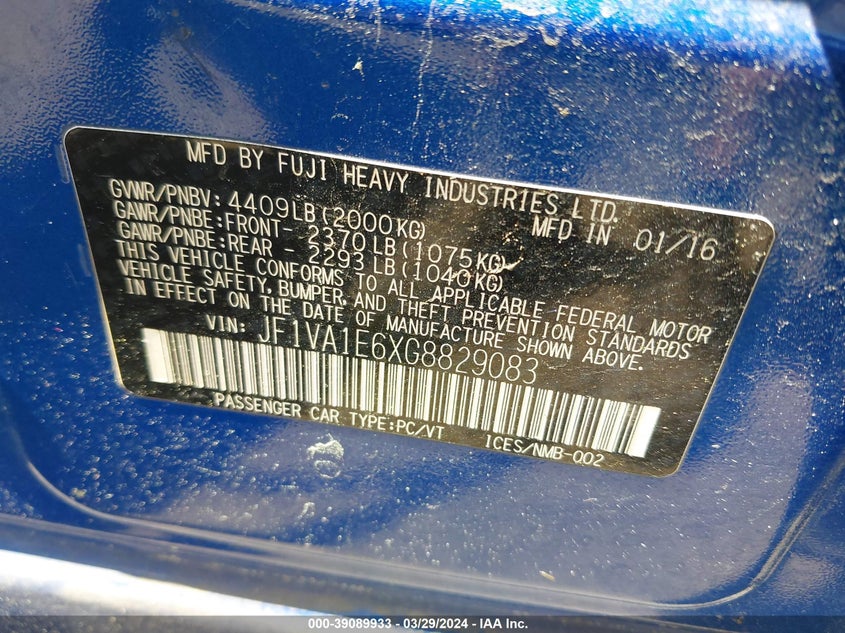 MFD BY FUJI HEAVY INDUSTRIES LTD.
GVWR/PNBV: 4409LB(2000KG) MFD IN 01/16
GAWR/PNBE:FRONT- 2370LB(1075KG)
GAWR/PNBE:REAR - 2293LB(1040KG)
THIS VEHICLE CONFORMS TO ALL APPLICABLE FEDERAL MOTOR
VEHICLE SAFETY, BUMPER, AND THEFT PREVENTION STANDARDS
IN EFFECT ON THE DATE OF MANUFACTURE SHOWN ABOVE.
VIN: JF1VA1E6XG8829083
PASSENGER CAR TYPE:PC/VT ICES/NMB-002
000-39089933 - 03/29/2024 - IAA Inc.